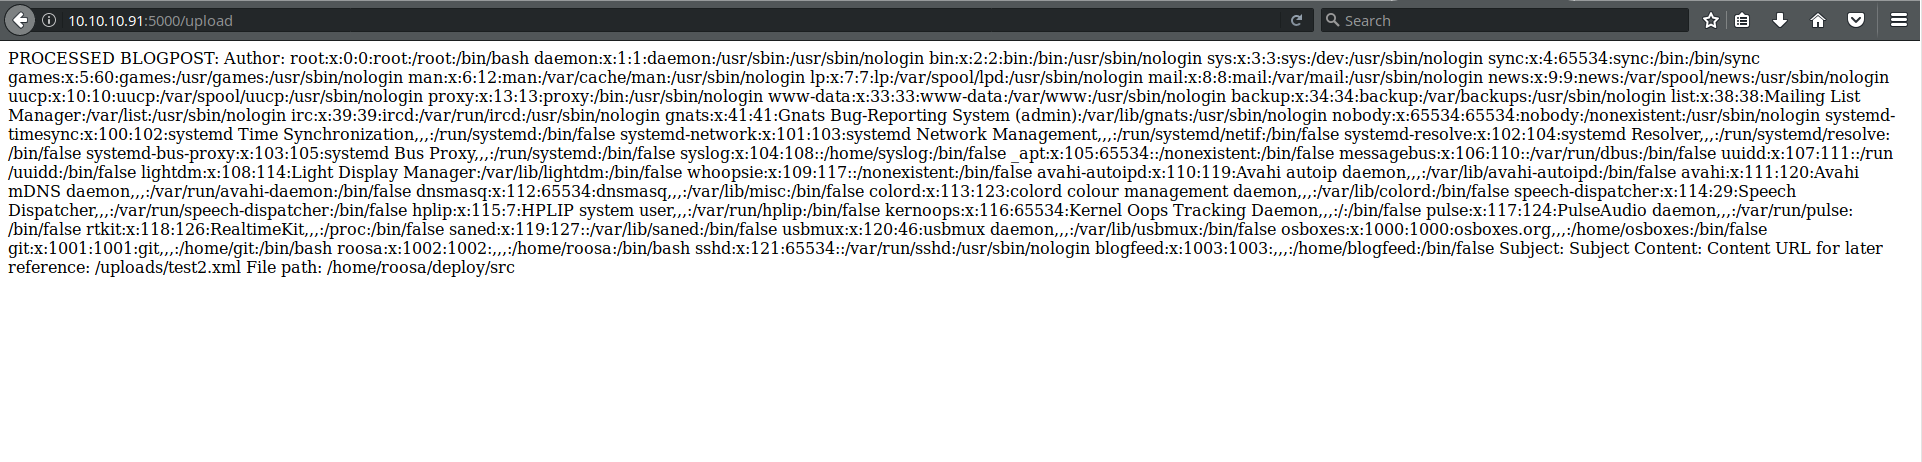 10.10.10.91:5000/upload
Search
PROCESSED BLOGPOST: Author: root:x:0:0:root:/root:/bin/bash daemon:x:1:1:daemon:/usr/sbin:/usr/sbin/nologin bin:x:2:2:bin:/bin:/usr/sbin/nologin sys:x:3:3:sys:/dev:/usr/sbin/nologin sync:x:4:65534:sync:/bin:/bin/sync
games:x:5:60:games:/usr/games:/usr/sbin/nologin man:x:6:12:man:/var/cache/man:/usr/sbin/nologin lp:x:7:7:lp:/var/spool/lpd:/usr/sbin/nologin mail:x:8:8:mail:/var/mail:/usr/sbin/nologin news:x:9:9:news:/var/spool/news:/usr/sbin/nologin
uucp:x:10:10:uucp:/var/spool/uucp:/usr/sbin/nologin proxy:x:13:13:proxy:/bin:/usr/sbin/nologin www-data:x:33:33:www-data:/var/www:/usr/sbin/nologin backup:x:34:34:backup:/var/backups:/usr/sbin/nologin list:x:38:38:Mailing List
Manager:/var/list:/usr/sbin/nologin irc:x:39:39:ircd:/var/run/ircd:/usr/sbin/nologin gnats:x:41:41:Gnats Bug-Reporting System (admin):/var/lib/gnats:/usr/sbin/nologin nobody:x:65534:65534:nobody:/nonexistent:/usr/sbin/nologin systemd-
timesync:x:100:102:systemd Time Synchronization,,,:/run/systemd:/bin/false systemd-network:x:101:103:systemd Network Management,,,:/run/systemd/netif:/bin/false systemd-resolve:x:102:104:systemd Resolver,,,:/run/systemd/resolve:
/bin/false systemd-bus-proxy:x:103:105:systemd Bus Proxy,,,:/run/systemd:/bin/false syslog:x:104:108::/home/syslog:/bin/false _apt:x:105:65534::/nonexistent:/bin/false messagebus:x:106:110::/var/run/dbus:/bin/false uuidd:x:107:111::/run
/uuidd:/bin/false lightdm:x:108:114:Light Display Manager:/var/lib/lightdm:/bin/false whoopsie:x:109:117::/nonexistent:/bin/false avahi-autoipd:x:110:119:Avahi autoip daemon,,,:/var/lib/avahi-autoipd:/bin/false avahi:x:111:120:Avahi
mDNS daemon,,,:/var/run/avahi-daemon:/bin/false dnsmasq:x:112:65534:dnsmasq,,,:/var/lib/misc:/bin/false colord:x:113:123:colord colour management daemon,,,:/var/lib/colord:/bin/false speech-dispatcher:x:114:29:Speech
Dispatcher,,,:/var/run/speech-dispatcher:/bin/false hplip:x:115:7:HPLIP system user,,,:/var/run/hplip:/bin/false kernoops:x:116:65534:Kernel Oops Tracking Daemon,,,:/:/bin/false pulse:x:117:124:PulseAudio daemon,,,:/var/run/pulse:
/bin/false rtkit:x:118:126:RealtimeKit,,,:/proc:/bin/false saned:x:119:127::/var/lib/saned:/bin/false usbmux:x:120:46:usbmux daemon,,,:/var/lib/usbmux:/bin/false osboxes:x:1000:1000:osboxes.org,,,:/home/osboxes:/bin/false
git:x:1001:1001:git,,,:/home/git:/bin/bash roosa:x:1002:1002:,,,:/home/roosa:/bin/bash sshd:x:121:65534::/var/run/sshd:/usr/sbin/nologin blogfeed:x:1003:1003:,,,:/home/blogfeed:/bin/false Subject: Subject Content: Content URL for later
reference: /uploads/test2.xml File path: /home/roosa/deploy/src